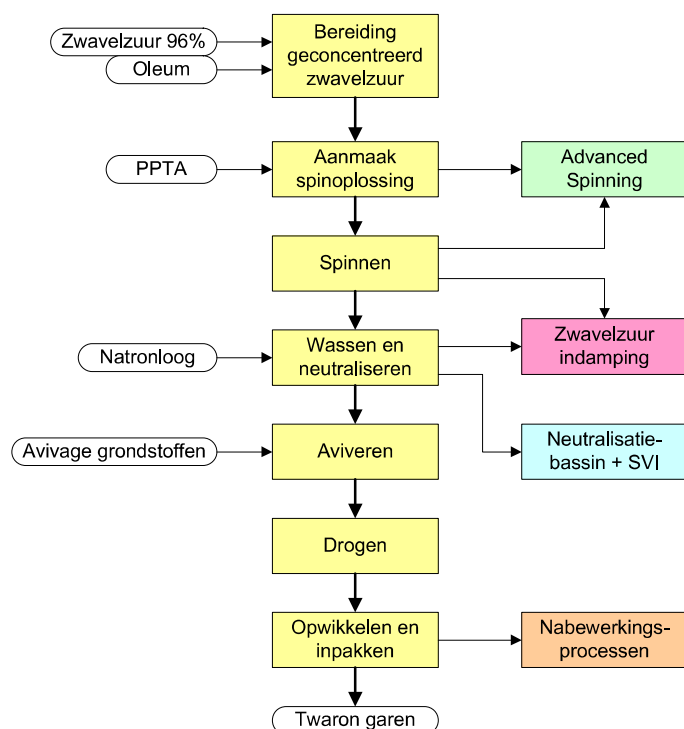 Zwavelzuur 96%
Oleum
Bereiding
geconcentreerd
zwavelzuur
PPTA
Aanmaak
spinoplossing
Advanced
Spinning
Spinnen
Natronloog
Wassen en
neutraliseren
Zwavelzuur
indamping
Avivage grondstoffen
Aviveren
Neutralisatie-
bassin + SVI
Drogen
Opwikkelen en
inpakken
Nabewerkings-
processen
Twaron garen